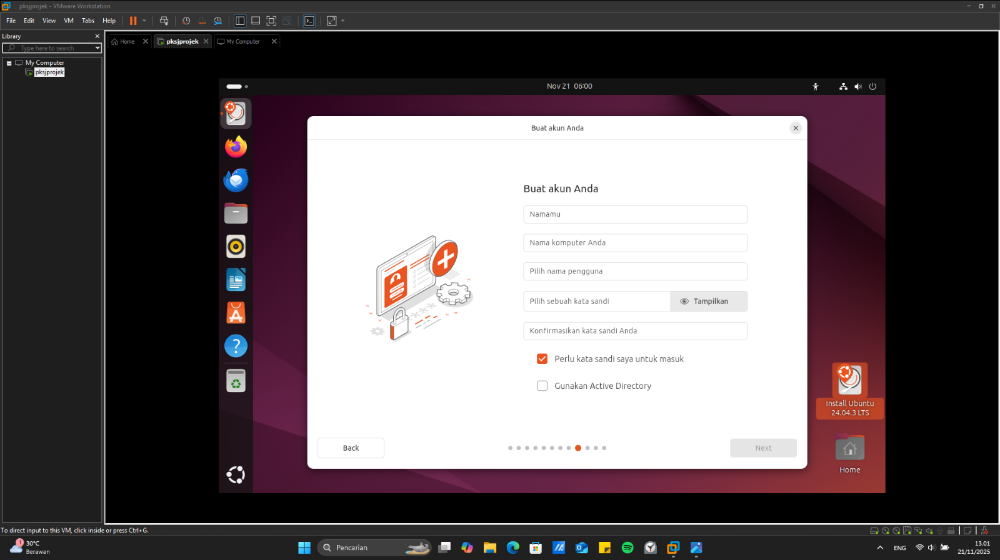 pksjprojek - VMware Workstation
File Edit View VM Tabs Help
Library
Type here to search
My Computer
pksjprojek
Home
pksjprojek
My Computer
Nov 21 06:00
Buat akun Anda
Buat akun Anda
Namamu
Nama komputer Anda
Pilih nama pengguna
Pilih sebuah kata sandi
Tampilkan
Konfirmasikan kata sandi Anda
Perlu kata sandi saya untuk masuk
Gunakan Active Directory
Back
Next
Install Ubuntu
24.04.3 LTS
Home
To direct input to this VM, click inside or press Ctrl+G.
1
30°C
Berawan
Pencarian
ENG
13.01
21/11/2025